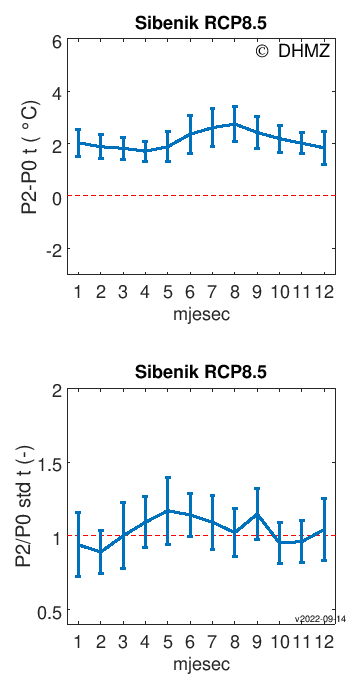 Sibenik RCP8.5
© DHMZ
P2-P0 t ( °C)
6
4
2
0
-2
1 2 3 4 5 6 7 8 9 10 11 12
mjesec
Sibenik RCP8.5
P2/P0 std t (-)
2
1.5
1
0.5
v2022-09-14
1 2 3 4 5 6 7 8 9 10 11 12
mjesec